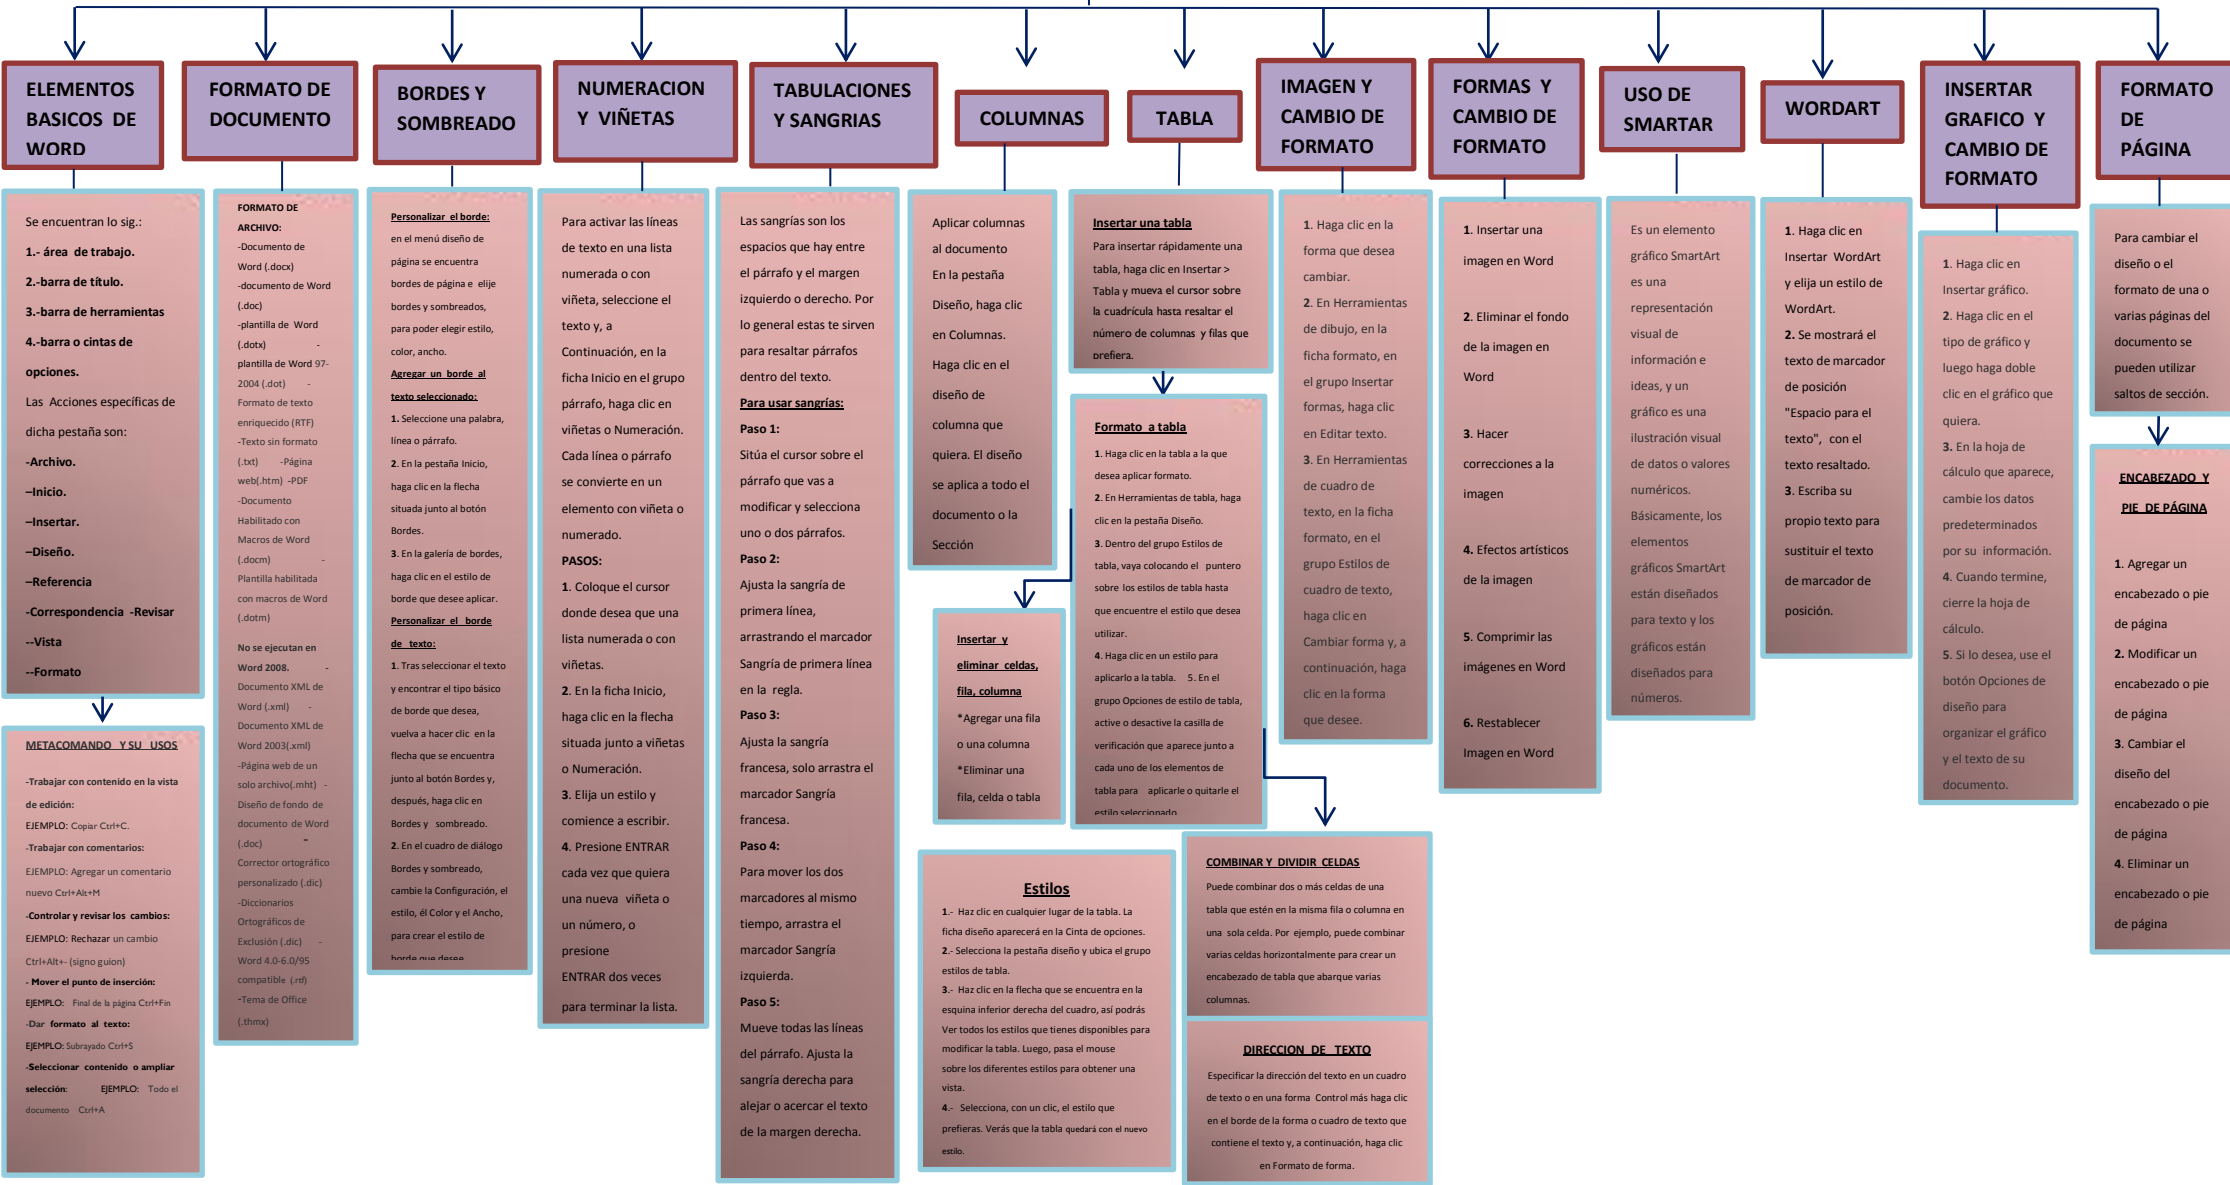 ELEMENTOS
BASICOS DE
WORD
FORMATO DE
DOCUMENTO
BORDES Y
SOMBREADO
NUMERACION
Y VIÑETAS
TABULACIONES
Y SANGRIAS
COLUMNAS
TABLA
IMAGEN Y
CAMBIO DE
FORMATO
FORMAS Y
CAMBIO DE
FORMATO
USO DE
SMARTAR
WORDART
INSERTAR
GRAFICO Y
CAMBIO DE
FORMATO
FORMATO
DE
PÁGINA
Se encuentran lo sig.:
1.- área de trabajo.
2.-barra de título.
3.-barra de herramientas
4.-barra o cintas de
opciones.
Las Acciones específicas de
dicha pestaña son:
-Archivo.
–Inicio.
–Insertar.
–Diseño.
–Referencia
-Correspondencia -Revisar
--Vista
--Formato
METACOMANDO Y SU USOS
-Trabajar con contenido en la vista
de edición:
EJEMPLO: Copiar Ctrl+C.
-Trabajar con comentarios:
EJEMPLO: Agregar un comentario
nuevo Ctrl+Alt+M
-Controlar y revisar los cambios:
EJEMPLO: Rechazar un cambio
Ctrl+Alt+- (signo guion)
- Mover el punto de inserción:
EJEMPLO: Final de la página Ctrl+Fin
-Dar formato al texto:
EJEMPLO: Subrayado Ctrl+S
-Seleccionar contenido o ampliar
selección: EJEMPLO: Todo el
documento Ctrl+A
FORMATO DE
ARCHIVO:
-Documento de
Word (.docx)
-documento de Word
(.doc)
-plantilla de Word
(.dotx) -
plantilla de Word 97-
2004 (.dot) -
Formato de texto
enriquecido (RTF)
-Texto sin formato
(.txt) -Página
web(.htm) -PDF
-Documento
Habilitado con
Macros de Word
(.docm) -
Plantilla habilitada
con macros de Word
(.dotm)
No se ejecutan en
Word 2008. -
Documento XML de
Word (.xml) -
Documento XML de
Word 2003(.xml)
-Página web de un
solo archivo(.mht) -
Diseño de fondo de
documento de Word
(.doc) -
Corrector ortográfico
personalizado (.dic)
-Diccionarios
Ortográficos de
Exclusión (.dic) -
Word 4.0-6.0/95
compatible (.rtf)
-Tema de Office
(.thmx)
Personalizar el borde:
en el menú diseño de
página se encuentra
bordes de página e elije
bordes y sombreados,
para poder elegir estilo,
color, ancho.
Agregar un borde al
texto seleccionado:
1. Seleccione una palabra,
línea o párrafo.
2. En la pestaña Inicio,
haga clic en la flecha
situada junto al botón
Bordes.
3. En la galería de bordes,
haga clic en el estilo de
borde que desee aplicar.
Personalizar el borde
de texto:
1. Tras seleccionar el texto
y encontrar el tipo básico
de borde que desea,
vuelva a hacer clic en la
flecha que se encuentra
junto al botón Bordes y,
después, haga clic en
Bordes y sombreado.
2. En el cuadro de diálogo
Bordes y sombreado,
cambie la Configuración, el
estilo, él Color y el Ancho,
para crear el estilo de
borde que desee
Para activar las líneas
de texto en una lista
numerada o con
viñeta, seleccione el
texto y, a
Continuación, en la
ficha Inicio en el grupo
párrafo, haga clic en
viñetas o Numeración.
Cada línea o párrafo
se convierte en un
elemento con viñeta o
numerado.
PASOS:
1. Coloque el cursor
donde desea que una
lista numerada o con
viñetas.
2. En la ficha Inicio,
haga clic en la flecha
situada junto a viñetas
o Numeración.
3. Elija un estilo y
comience a escribir.
4. Presione ENTRAR
cada vez que quiera
una nueva viñeta o
un número, o
presione
ENTRAR dos veces
para terminar la lista.
Las sangrías son los
espacios que hay entre
el párrafo y el margen
izquierdo o derecho. Por
lo general estas te sirven
para resaltar párrafos
dentro del texto.
Para usar sangrías:
Paso 1:
Sitúa el cursor sobre el
párrafo que vas a
modificar y selecciona
uno o dos párrafos.
Paso 2:
Ajusta la sangría de
primera línea,
arrastrando el marcador
Sangría de primera línea
en la regla.
Paso 3:
Ajusta la sangría
francesa, solo arrastra el
marcador Sangría
francesa.
Paso 4:
Para mover los dos
marcadores al mismo
tiempo, arrastra el
marcador Sangría
izquierda.
Paso 5:
Mueve todas las líneas
del párrafo. Ajusta la
sangría derecha para
alejar o acercar el texto
de la margen derecha.
Aplicar columnas
al documento
En la pestaña
Diseño, haga clic
en Columnas.
Haga clic en el
diseño de
columna que
quiera. El diseño
se aplica a todo el
documento o la
Sección
Insertar una tabla
Para insertar rápidamente una
tabla, haga clic en Insertar >
Tabla y mueva el cursor sobre
la cuadrícula hasta resaltar el
número de columnas y filas que
prefiera.
Formato a tabla
1. Haga clic en la tabla a la que
desea aplicar formato.
2. En Herramientas de tabla, haga
clic en la pestaña Diseño.
3. Dentro del grupo Estilos de
tabla, vaya colocando el puntero
sobre los estilos de tabla hasta
que encuentre el estilo que desea
utilizar.
4. Haga clic en un estilo para
aplicarlo a la tabla. 5. En el
grupo Opciones de estilo de tabla,
active o desactive la casilla de
verificación que aparece junto a
cada uno de los elementos de
tabla para aplicarle o quitarle el
estilo seleccionado
Insertar y
eliminar celdas,
fila, columna
*Agregar una fila
o una columna
*Eliminar una
fila, celda o tabla
Estilos
1.- Haz clic en cualquier lugar de la tabla. La
ficha diseño aparecerá en la Cinta de opciones.
2.- Selecciona la pestaña diseño y ubica el grupo
estilos de tabla.
3.- Haz clic en la flecha que se encuentra en la
esquina inferior derecha del cuadro, así podrás
Ver todos los estilos que tienes disponibles para
modificar la tabla. Luego, pasa el mouse
sobre los diferentes estilos para obtener una
vista.
4.- Selecciona, con un clic, el estilo que
prefieras. Verás que la tabla quedará con el nuevo
estilo.
COMBINAR Y DIVIDIR CELDAS
Puede combinar dos o más celdas de una
tabla que estén en la misma fila o columna en
una sola celda. Por ejemplo, puede combinar
varias celdas horizontalmente para crear un
encabezado de tabla que abarque varias
columnas.
DIRECCION DE TEXTO
Especificar la dirección del texto en un cuadro
de texto o en una forma Control más haga clic
en el borde de la forma o cuadro de texto que
contiene el texto y, a continuación, haga clic
en Formato de forma.
1. Haga clic en la
forma que desea
cambiar.
2. En Herramientas
de dibujo, en la
ficha formato, en
el grupo Insertar
formas, haga clic
en Editar texto.
3. En Herramientas
de cuadro de
texto, en la ficha
formato, en el
grupo Estilos de
cuadro de texto,
haga clic en
Cambiar forma y, a
continuación, haga
clic en la forma
que desee.
1. Insertar una
imagen en Word
2. Eliminar el fondo
de la imagen en
Word
3. Hacer
correcciones a la
imagen
4. Efectos artísticos
de la imagen
5. Comprimir las
imágenes en Word
6. Restablecer
Imagen en Word
Es un elemento
gráfico SmartArt
es una
representación
visual de
información e
ideas, y un
gráfico es una
ilustración visual
de datos o valores
numéricos.
Básicamente, los
elementos
gráficos SmartArt
están diseñados
para texto y los
gráficos están
diseñados para
números.
1. Haga clic en
Insertar WordArt
y elija un estilo de
WordArt.
2. Se mostrará el
texto de marcador
de posición
"Espacio para el
texto", con el
texto resaltado.
3. Escriba su
propio texto para
sustituir el texto
de marcador de
posición.
1. Haga clic en
Insertar gráfico.
2. Haga clic en el
tipo de gráfico y
luego haga doble
clic en el gráfico que
quiera.
3. En la hoja de
cálculo que aparece,
cambie los datos
predeterminados
por su información.
4. Cuando termine,
cierre la hoja de
cálculo.
5. Si lo desea, use el
botón Opciones de
diseño para
organizar el gráfico
y el texto de su
documento.
Para cambiar el
diseño o el
formato de una o
varias páginas del
documento se
pueden utilizar
saltos de sección.
ENCABEZADO Y
PIE DE PÁGINA
1. Agregar un
encabezado o pie
de página
2. Modificar un
encabezado o pie
de página
3. Cambiar el
diseño del
encabezado o pie
de página
4. Eliminar un
encabezado o pie
de página